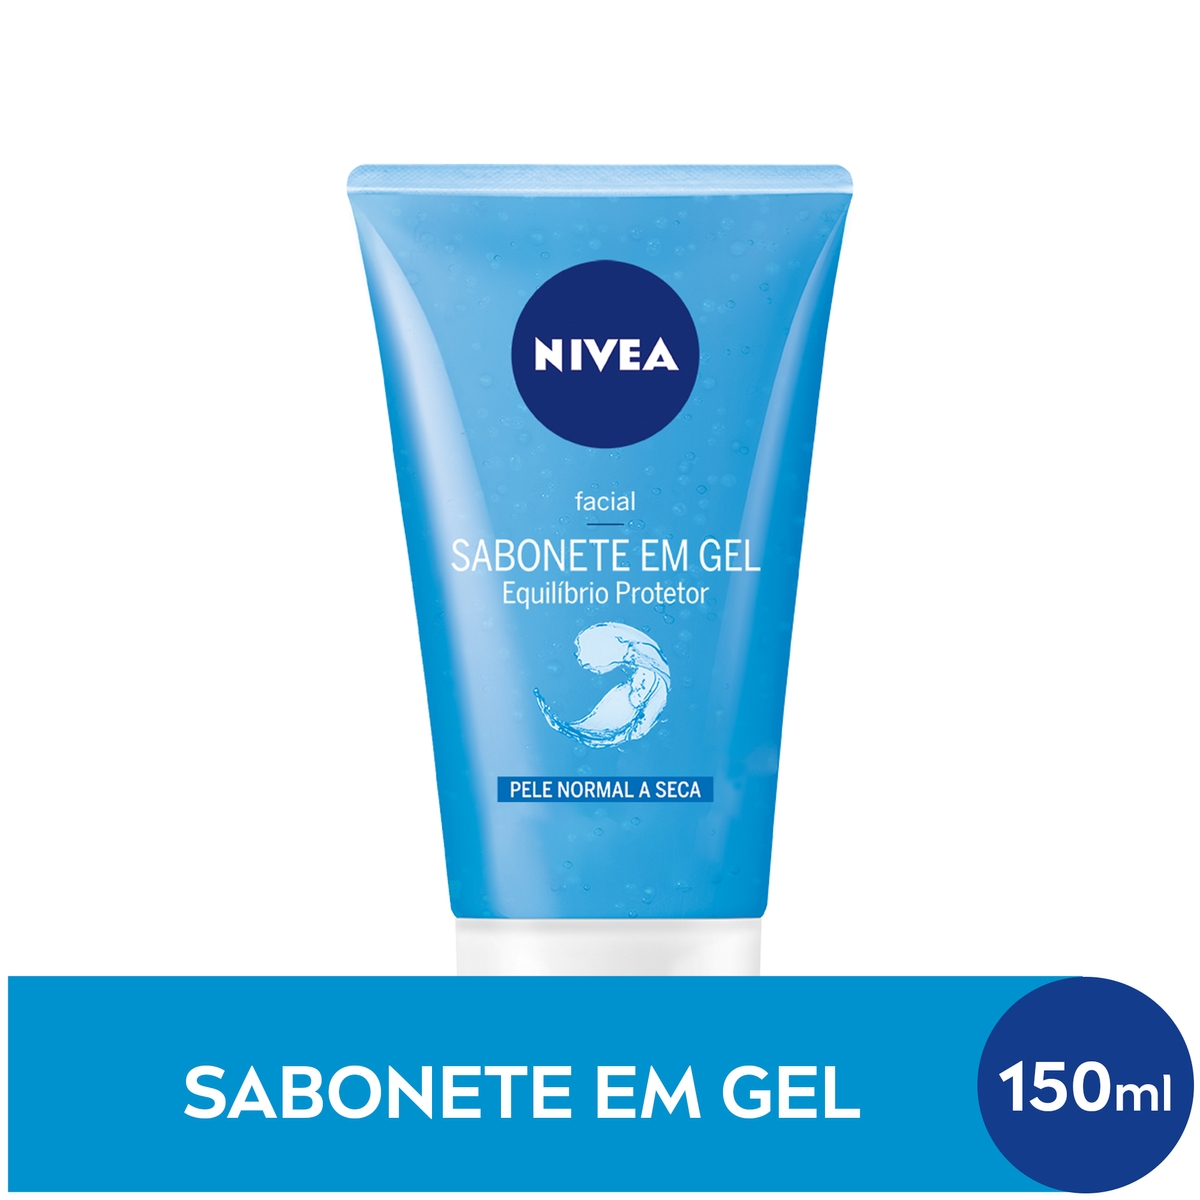 NIVEA
facial
SABONETE EM GEL
Equilíbrio Protetor
PELE NORMAL A SECA
SABONETE EM GEL
150ml